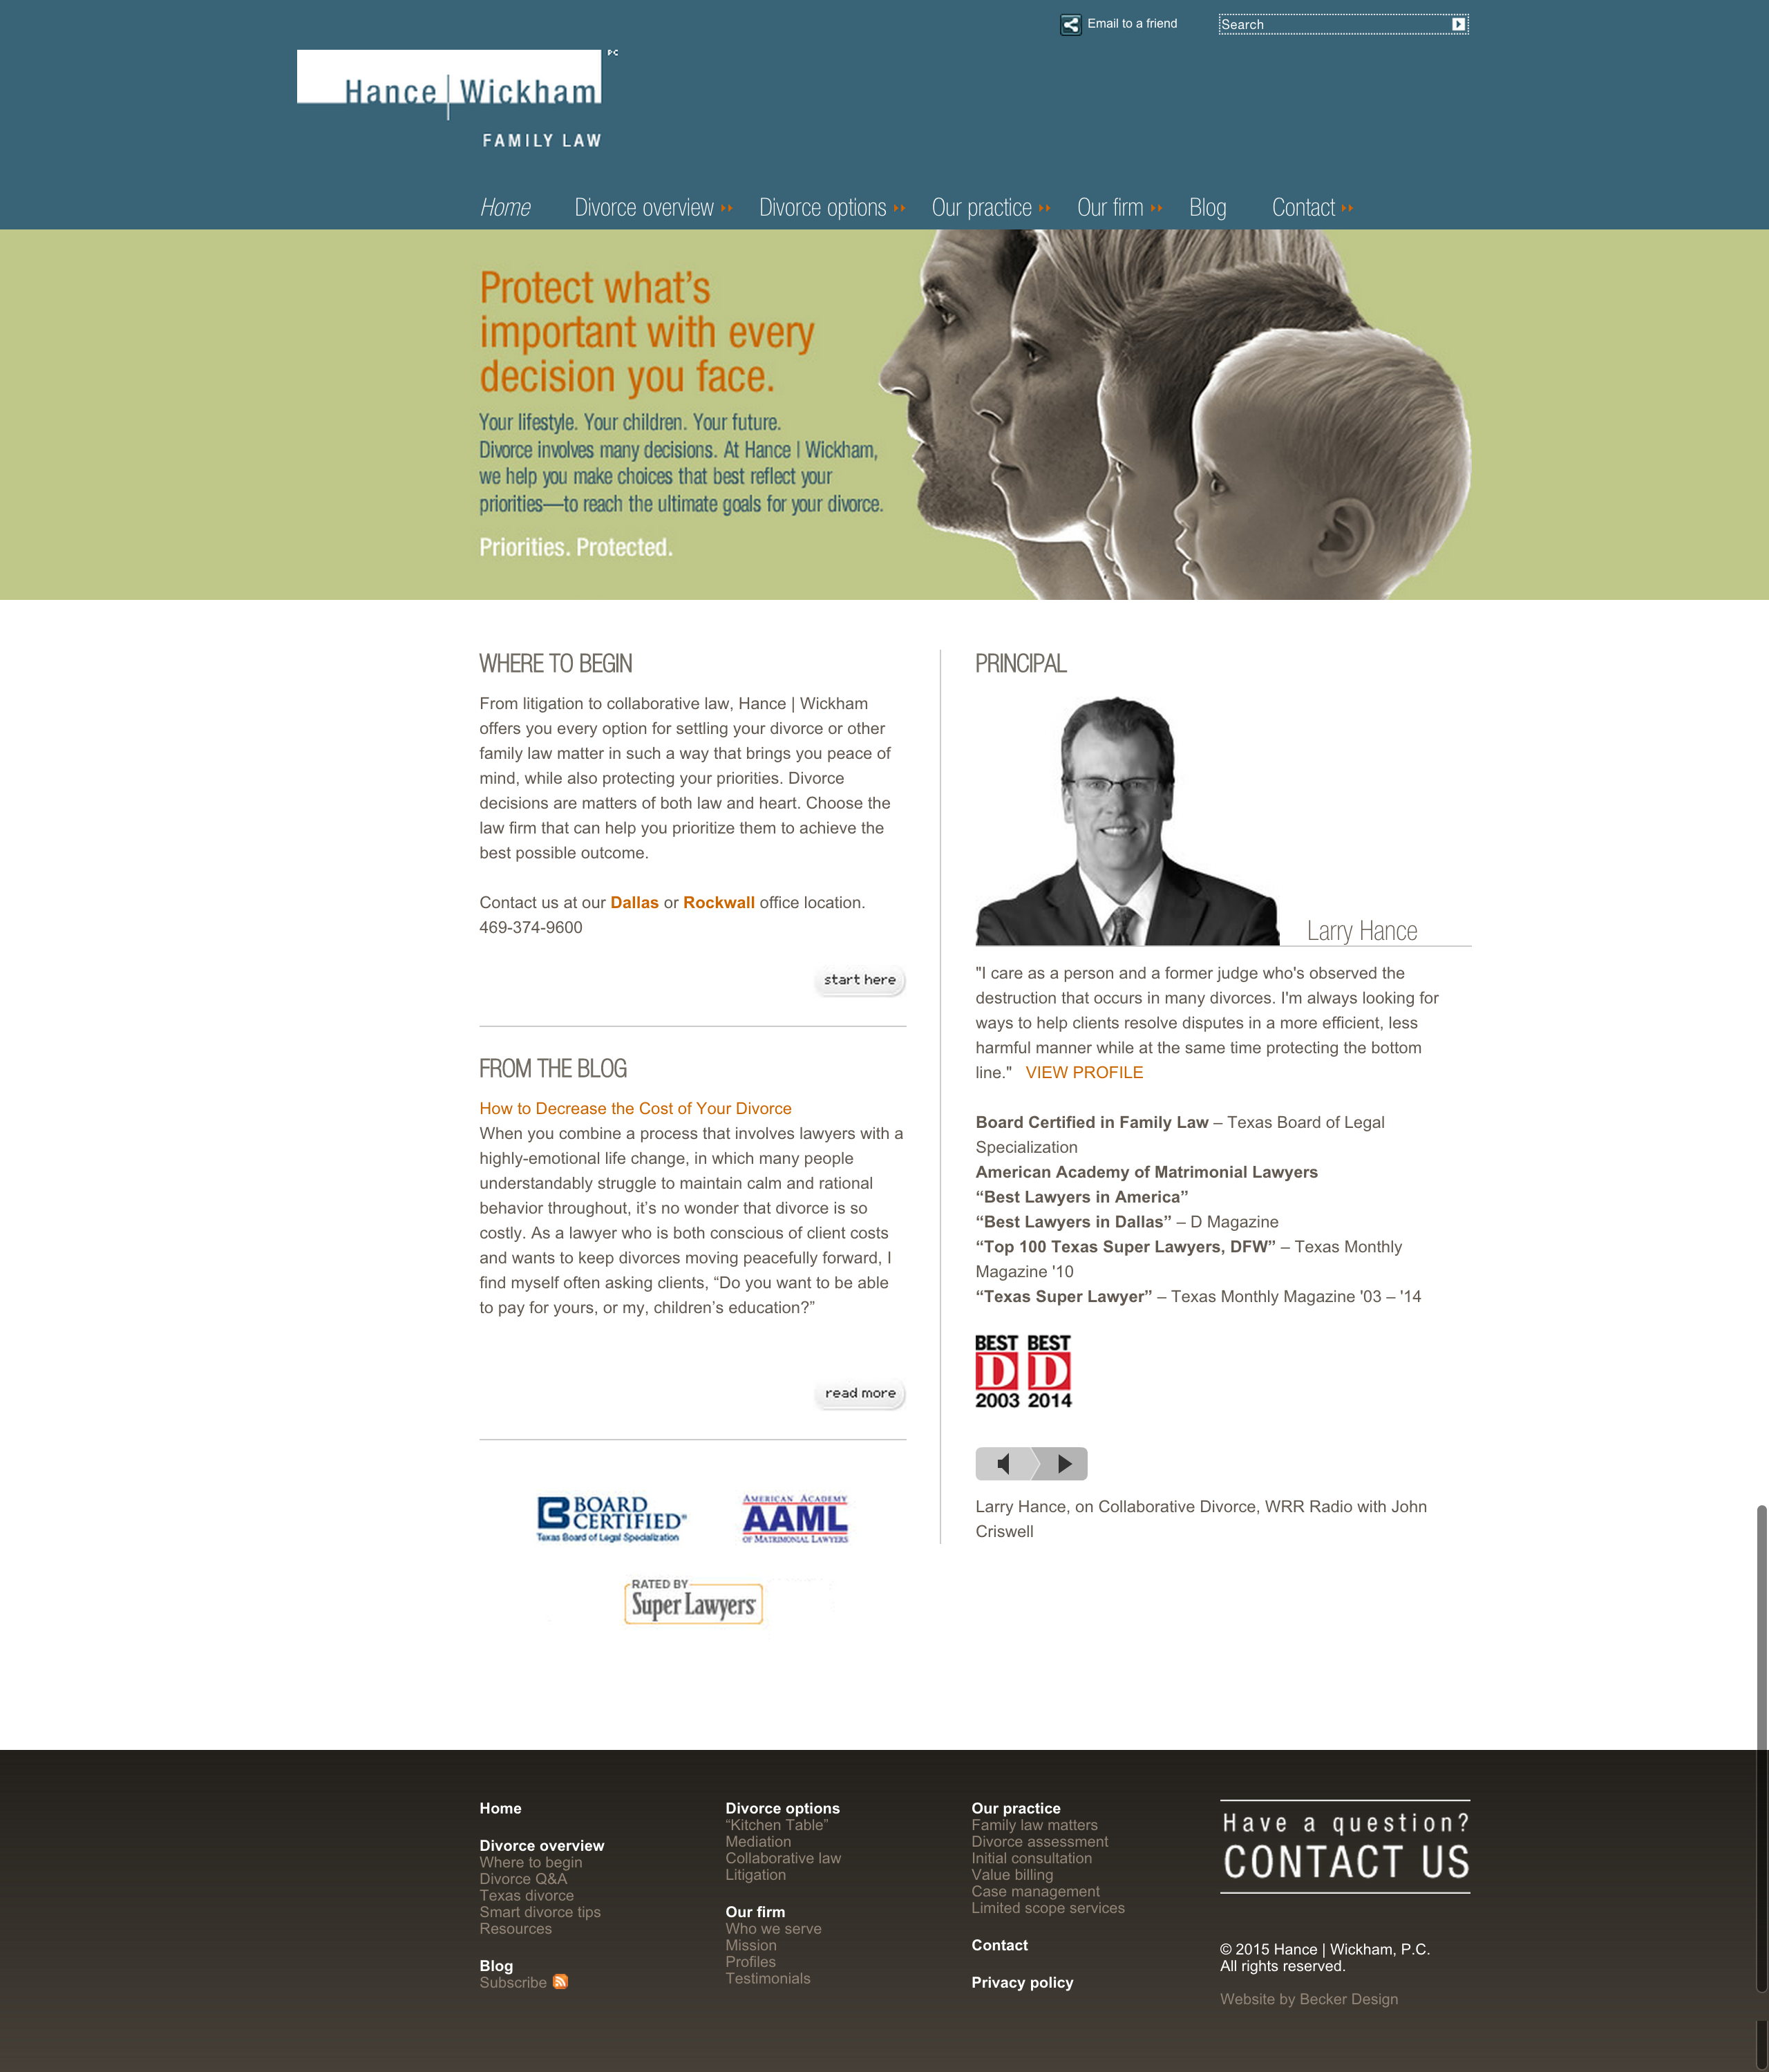 Email to a friend
Search
Hance | Wickham PC
FAMILY LAW
Home Divorce overview Divorce options Our practice Our firm Blog Contact
Protect what's
important with every
decision you face.
Your lifestyle. Your children. Your future.
Divorce involves many decisions. At Hance | Wickham,
we help you make choices that best reflect your
priorities—to reach the ultimate goals for your divorce.
Priorities. Protected.
WHERE TO BEGIN
From litigation to collaborative law, Hance | Wickham
offers you every option for settling your divorce or other
family law matter in such a way that brings you peace of
mind, while also protecting your priorities. Divorce
decisions are matters of both law and heart. Choose the
law firm that can help you prioritize them to achieve the
best possible outcome.
Contact us at our Dallas or Rockwall office location.
469-374-9600
start here
FROM THE BLOG
How to Decrease the Cost of Your Divorce
When you combine a process that involves lawyers with a
highly-emotional life change, in which many people
understandably struggle to maintain calm and rational
behavior throughout, it’s no wonder that divorce is so
costly. As a lawyer who is both conscious of client costs
and wants to keep divorces moving peacefully forward, I
find myself often asking clients, “Do you want to be able
to pay for yours, or my, children’s education?”
read more
BOARD
CERTIFIED®
Texas Board of Legal Specialization
AMERICAN ACADEMY
AAML
OF MATRIMONIAL LAWYERS
RATED BY
Super Lawyers
PRINCIPAL
Larry Hance
"I care as a person and a former judge who's observed the
destruction that occurs in many divorces. I'm always looking for
ways to help clients resolve disputes in a more efficient, less
harmful manner while at the same time protecting the bottom
line." VIEW PROFILE
Board Certified in Family Law – Texas Board of Legal
Specialization
American Academy of Matrimonial Lawyers
“Best Lawyers in America”
“Best Lawyers in Dallas” – D Magazine
“Top 100 Texas Super Lawyers, DFW” – Texas Monthly
Magazine '10
“Texas Super Lawyer” – Texas Monthly Magazine '03 – '14
BEST BEST
D D
2003 2014
Larry Hance, on Collaborative Divorce, WRR Radio with John
Criswell
Home
Divorce overview
Where to begin
Divorce Q&A
Texas divorce
Smart divorce tips
Resources
Blog
Subscribe
Divorce options
“Kitchen Table”
Mediation
Collaborative law
Litigation
Our firm
Who we serve
Mission
Profiles
Testimonials
Our practice
Family law matters
Divorce assessment
Initial consultation
Value billing
Case management
Limited scope services
Contact
Privacy policy
Have a question?
CONTACT US
© 2015 Hance | Wickham, P.C.
All rights reserved.
Website by Becker Design